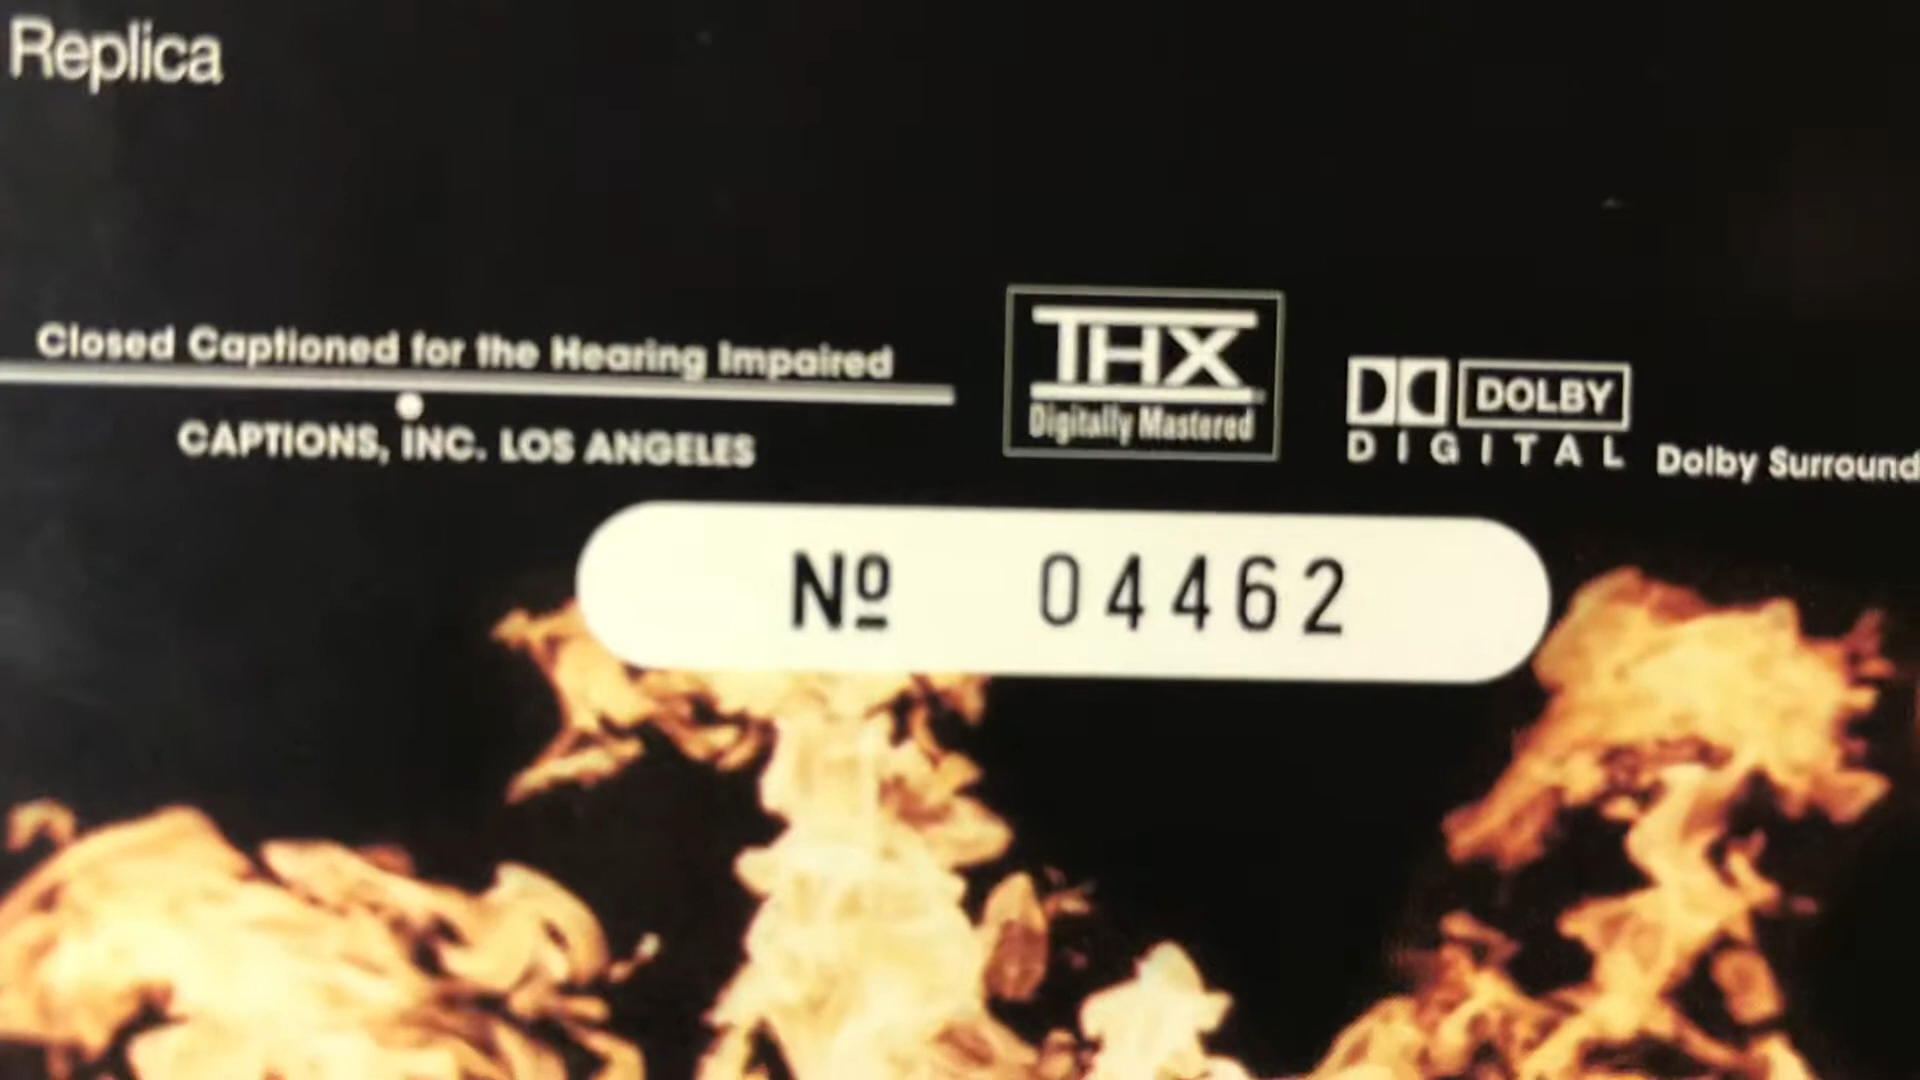 Replica
Closed Captioned for the Hearing Impaired
CAPTIONS, INC. LOS ANGELES
THX
Digitally Mastered
DOLBY
DIGITAL
Dolby Surround
Nº 04462